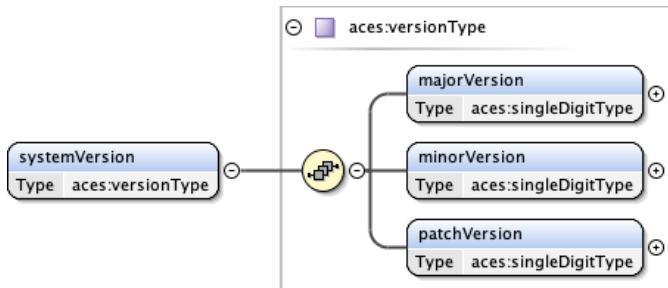 aces:versionType
majorVersion
Type aces:singleDigitType
systemVersion
Type aces:versionType
minorVersion
Type aces:singleDigitType
patchVersion
Type aces:singleDigitType